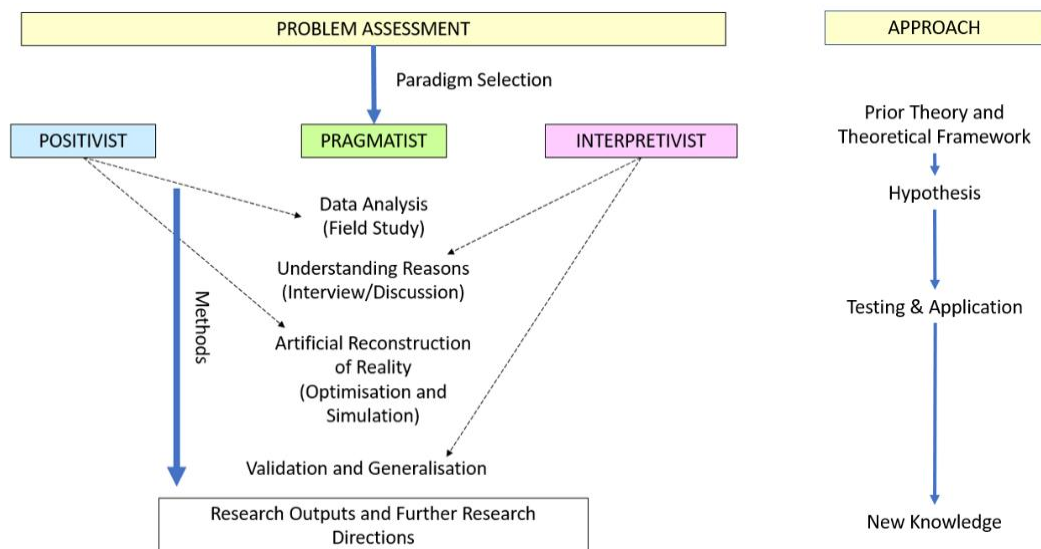 PROBLEM ASSESSMENT
Paradigm Selection
POSITIVIST
PRAGMATIST
INTERPRETIVIST
Data Analysis
(Field Study)
Understanding Reasons
(Interview/Discussion)
Methods
Artificial Reconstruction
of Reality
(Optimisation and
Simulation)
Validation and Generalisation
Research Outputs and Further Research
Directions
APPROACH
Prior Theory and
Theoretical Framework
Hypothesis
Testing & Application
New Knowledge